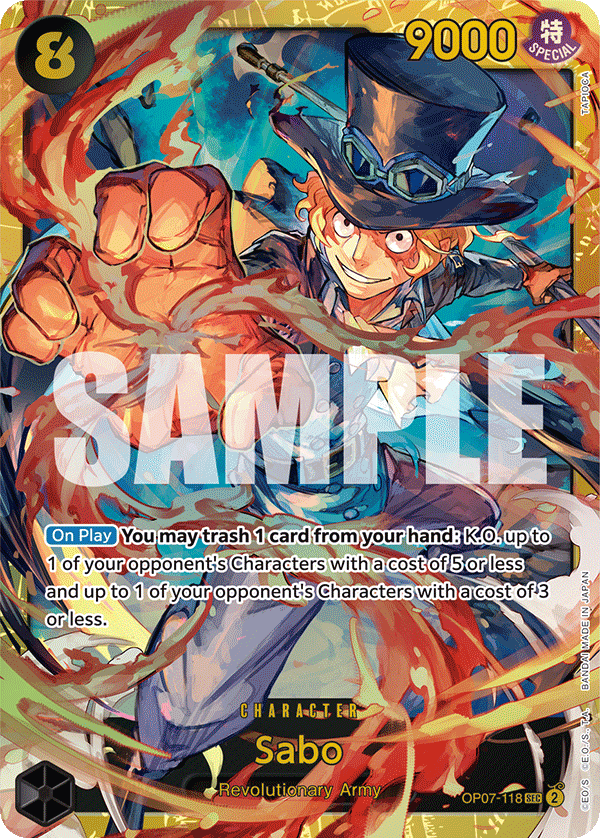 8
9000
特
SPECIAL
TAPIOCA
SAMPLE
On Play You may trash 1 card from your hand: K.O. up to
1 of your opponent's Characters with a cost of 5 or less
and up to 1 of your opponent's Characters with a cost of 3
or less.
CHARACTER
Sabo
Revolutionary Army
OP07-118 SEC 2
©E.O/S ©E.O./S., T.A. BANDAI MADE IN JAPAN